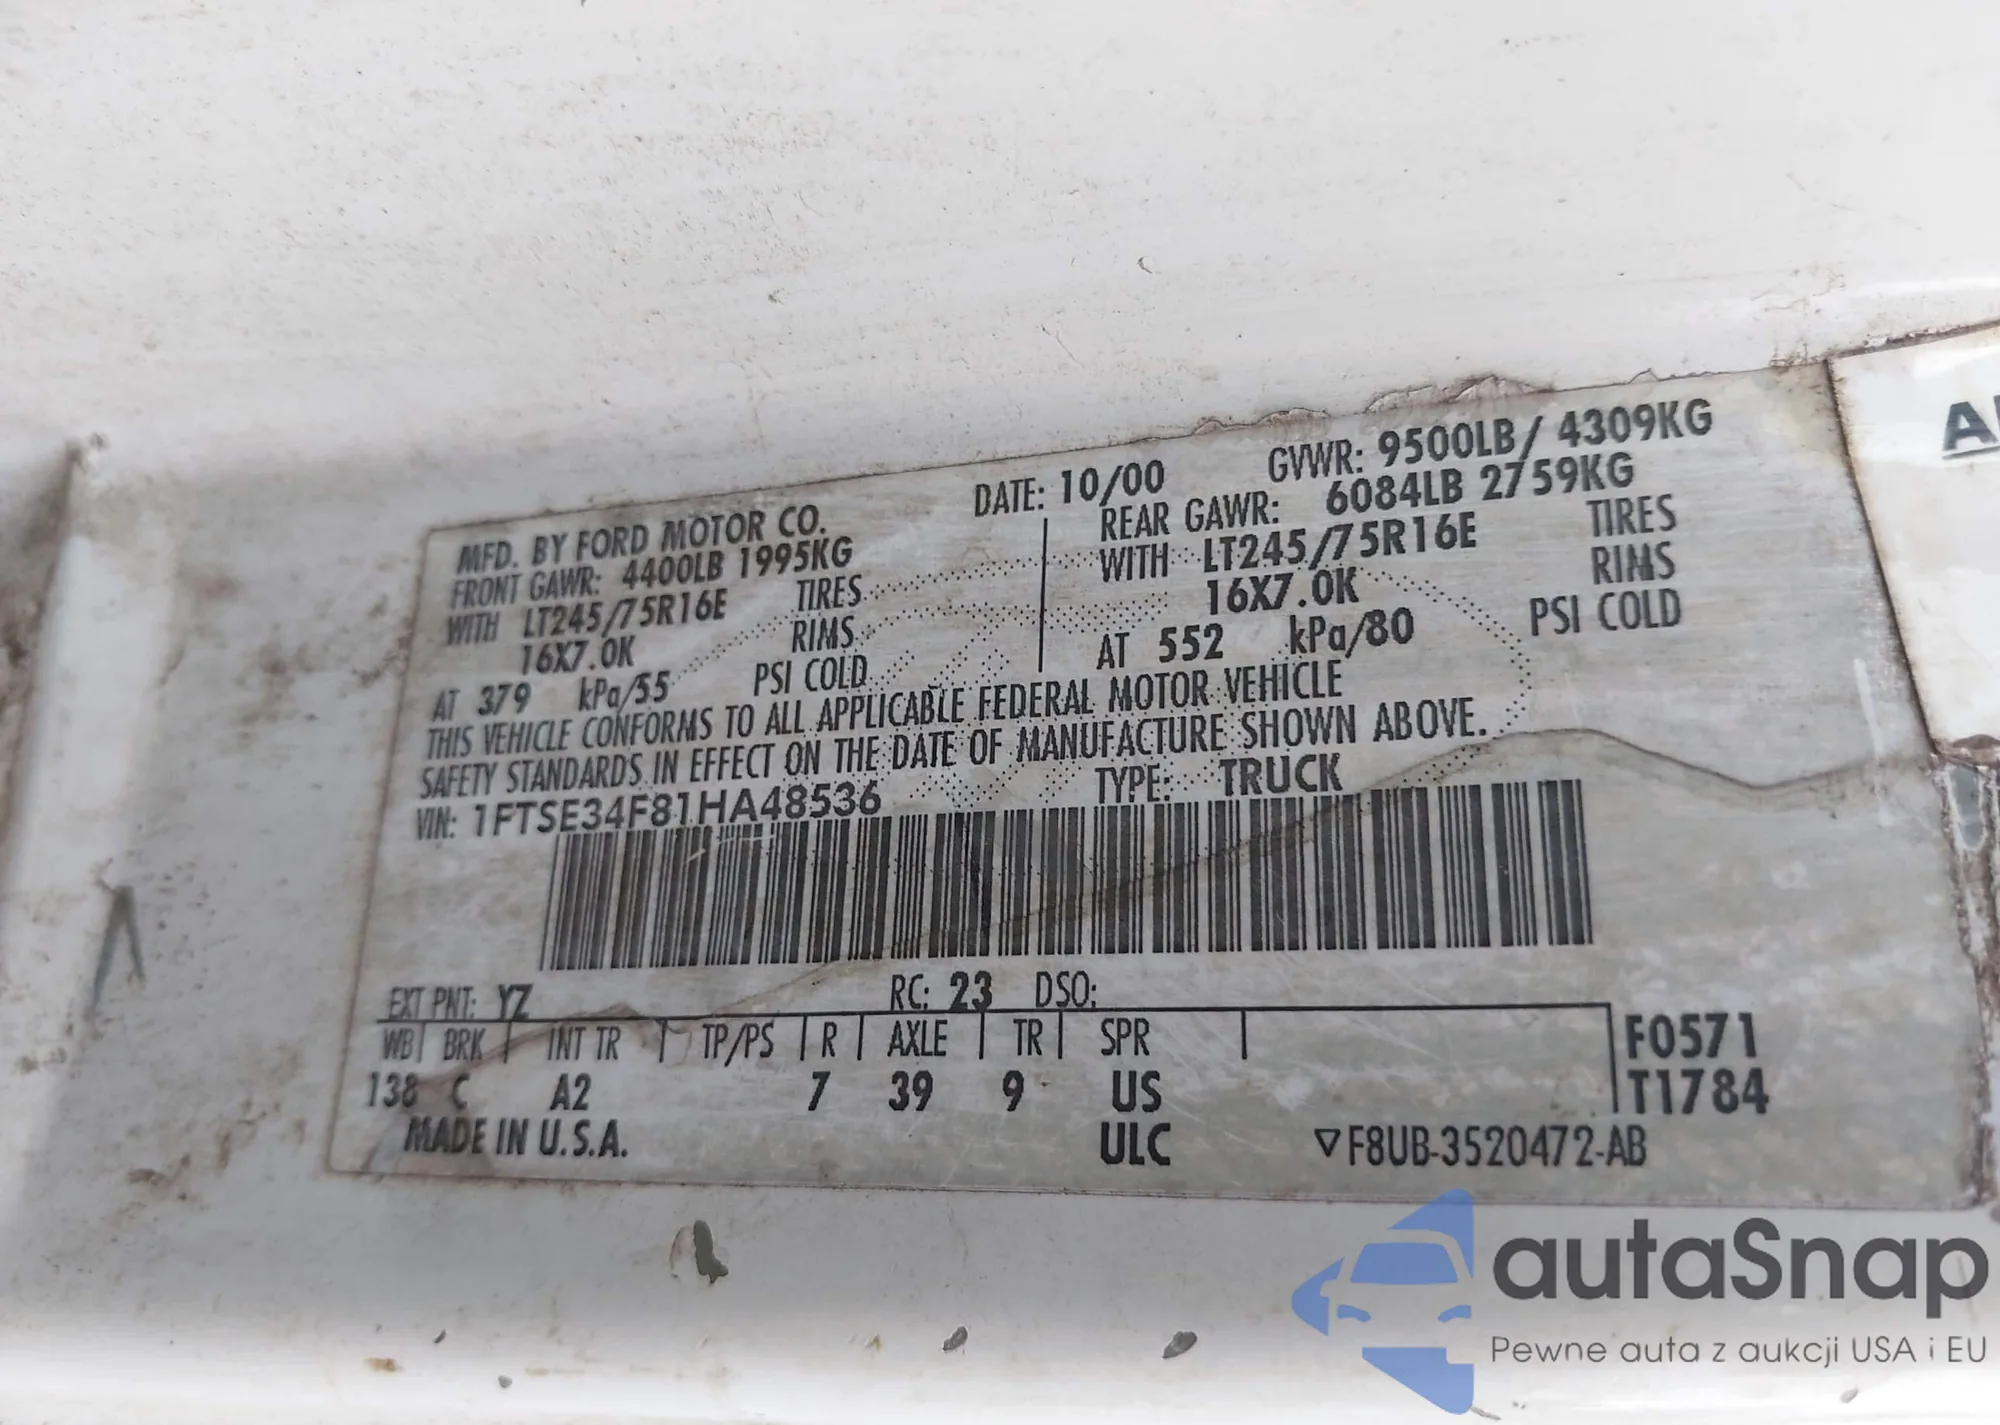 MFD. BY FORD MOTOR CO.
DATE: 10/00
GVWR: 9500LB/ 4309KG
FRONT GAWR: 4400LB 1995KG
REAR GAWR: 6084LB 2759KG
WITH LT245/75R16E TIRES
WITH LT245/75R16E TIRES
16X7.0K RIMS
16X7.0K RIMS
AT 379 kPa/55 PSI COLD
AT 552 kPa/80 PSI COLD
THIS VEHICLE CONFORMS TO ALL APPLICABLE FEDERAL MOTOR VEHICLE
SAFETY STANDARDS IN EFFECT ON THE DATE OF MANUFACTURE SHOWN ABOVE.
VIN: 1FTSE34F81HA48536
TYPE: TRUCK
EXT PNT: YZ RC: 23 DSO:
WB BRK INT TR TP/PS R AXLE TR SPR
F0571
138 C A2 7 39 9 US
T1784
MADE IN U.S.A. ULC ▽F8UB-3520472-AB
autaSnap
Pewne auta z aukcji USA i EU